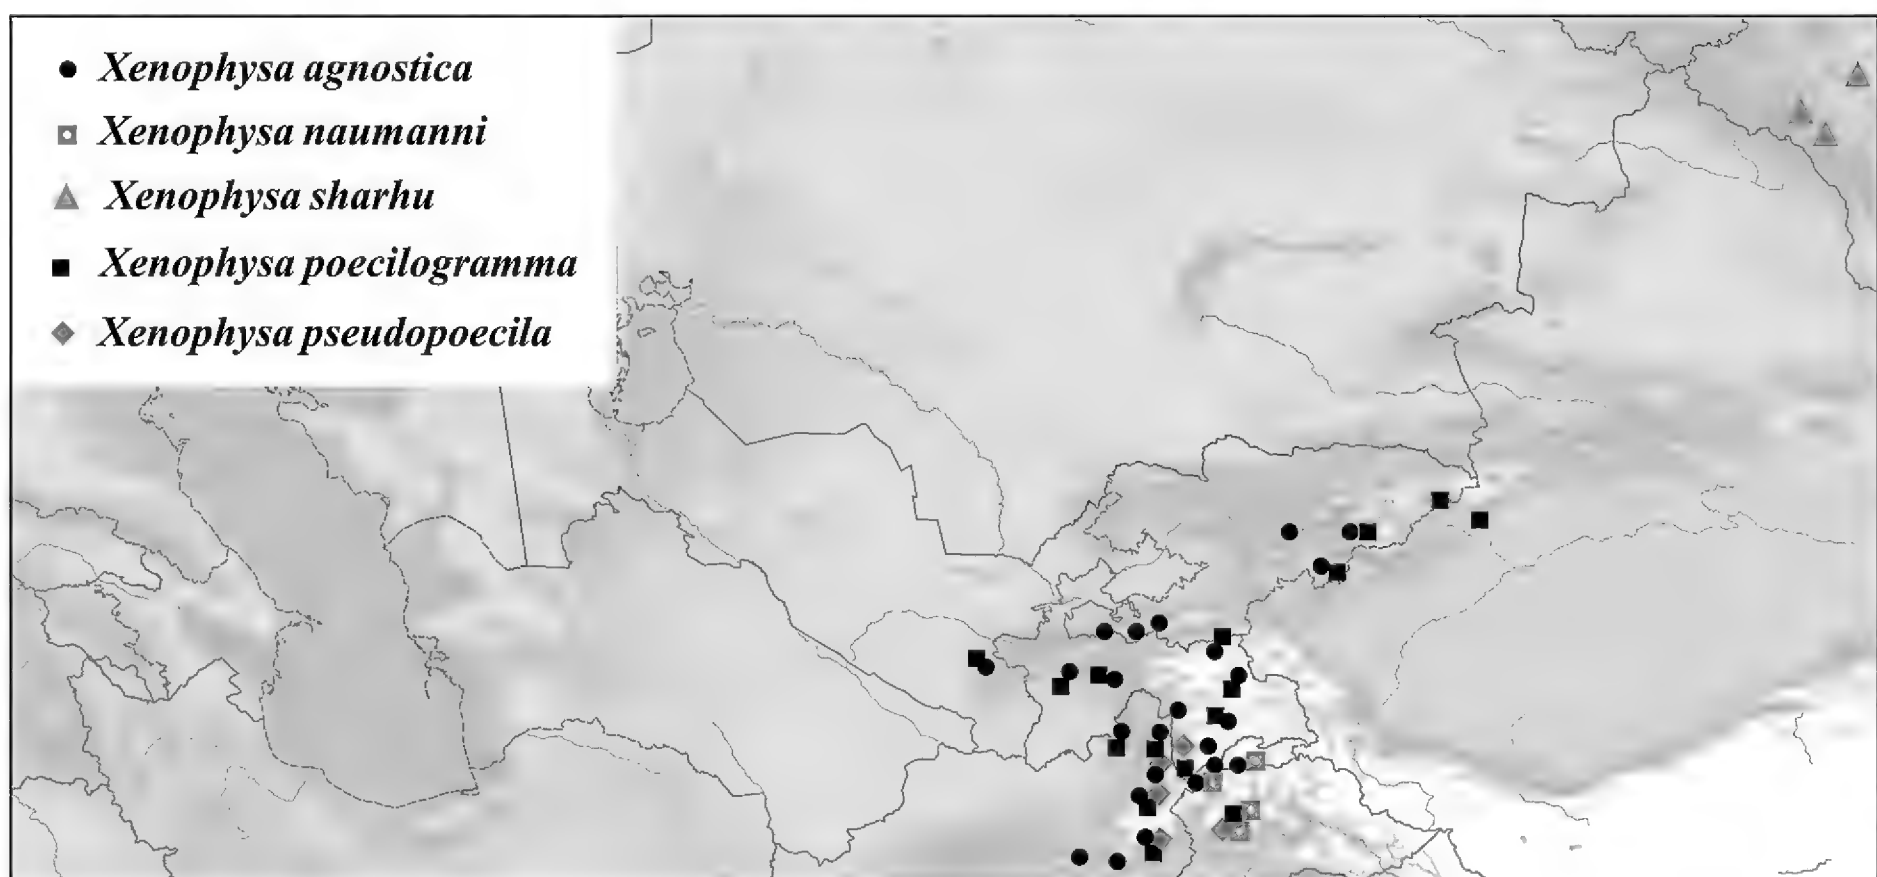 Xenophysa agnostica
Xenophysa naumanni
Xenophysa sharhu
Xenophysa poecilogramma
Xenophysa pseudopoecila